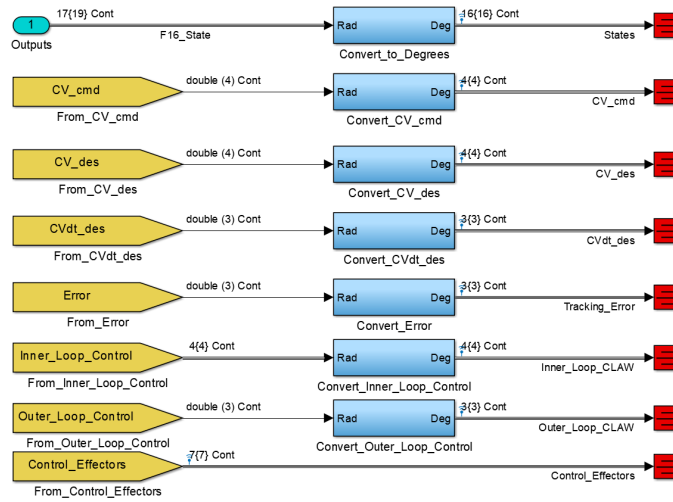 17{19} Cont
16{16} Cont
1
Rad
Deg
Outputs
F16_State
Convert_to_Degrees
States
CV_cmd
double (4) Cont
Rad
Deg
4{4} Cont
From_CV_cmd
Convert_CV_cmd
CV_cmd
CV_des
double (4) Cont
Rad
Deg
4{4} Cont
From_CV_des
Convert_CV_des
CV_des
CVdt_des
double (3) Cont
Rad
Deg
3{3} Cont
From_CVdt_des
Convert_CVdt_des
CVdt_des
Error
double (3) Cont
Rad
Deg
3{3} Cont
From_Error
Convert_Error
Tracking_Error
Inner_Loop_Control
4{4} Cont
Rad
Deg
4{4} Cont
From_Inner_Loop_Control
Convert_Inner_Loop_Control
Inner_Loop_CLAW
Outer_Loop_Control
double (3) Cont
Rad
Deg
3{3} Cont
From_Outer_Loop_Control
Convert_Outer_Loop_Control
Outer_Loop_CLAW
Control_Effectors
7{7} Cont
From_Control_Effectors
Control_Effectors